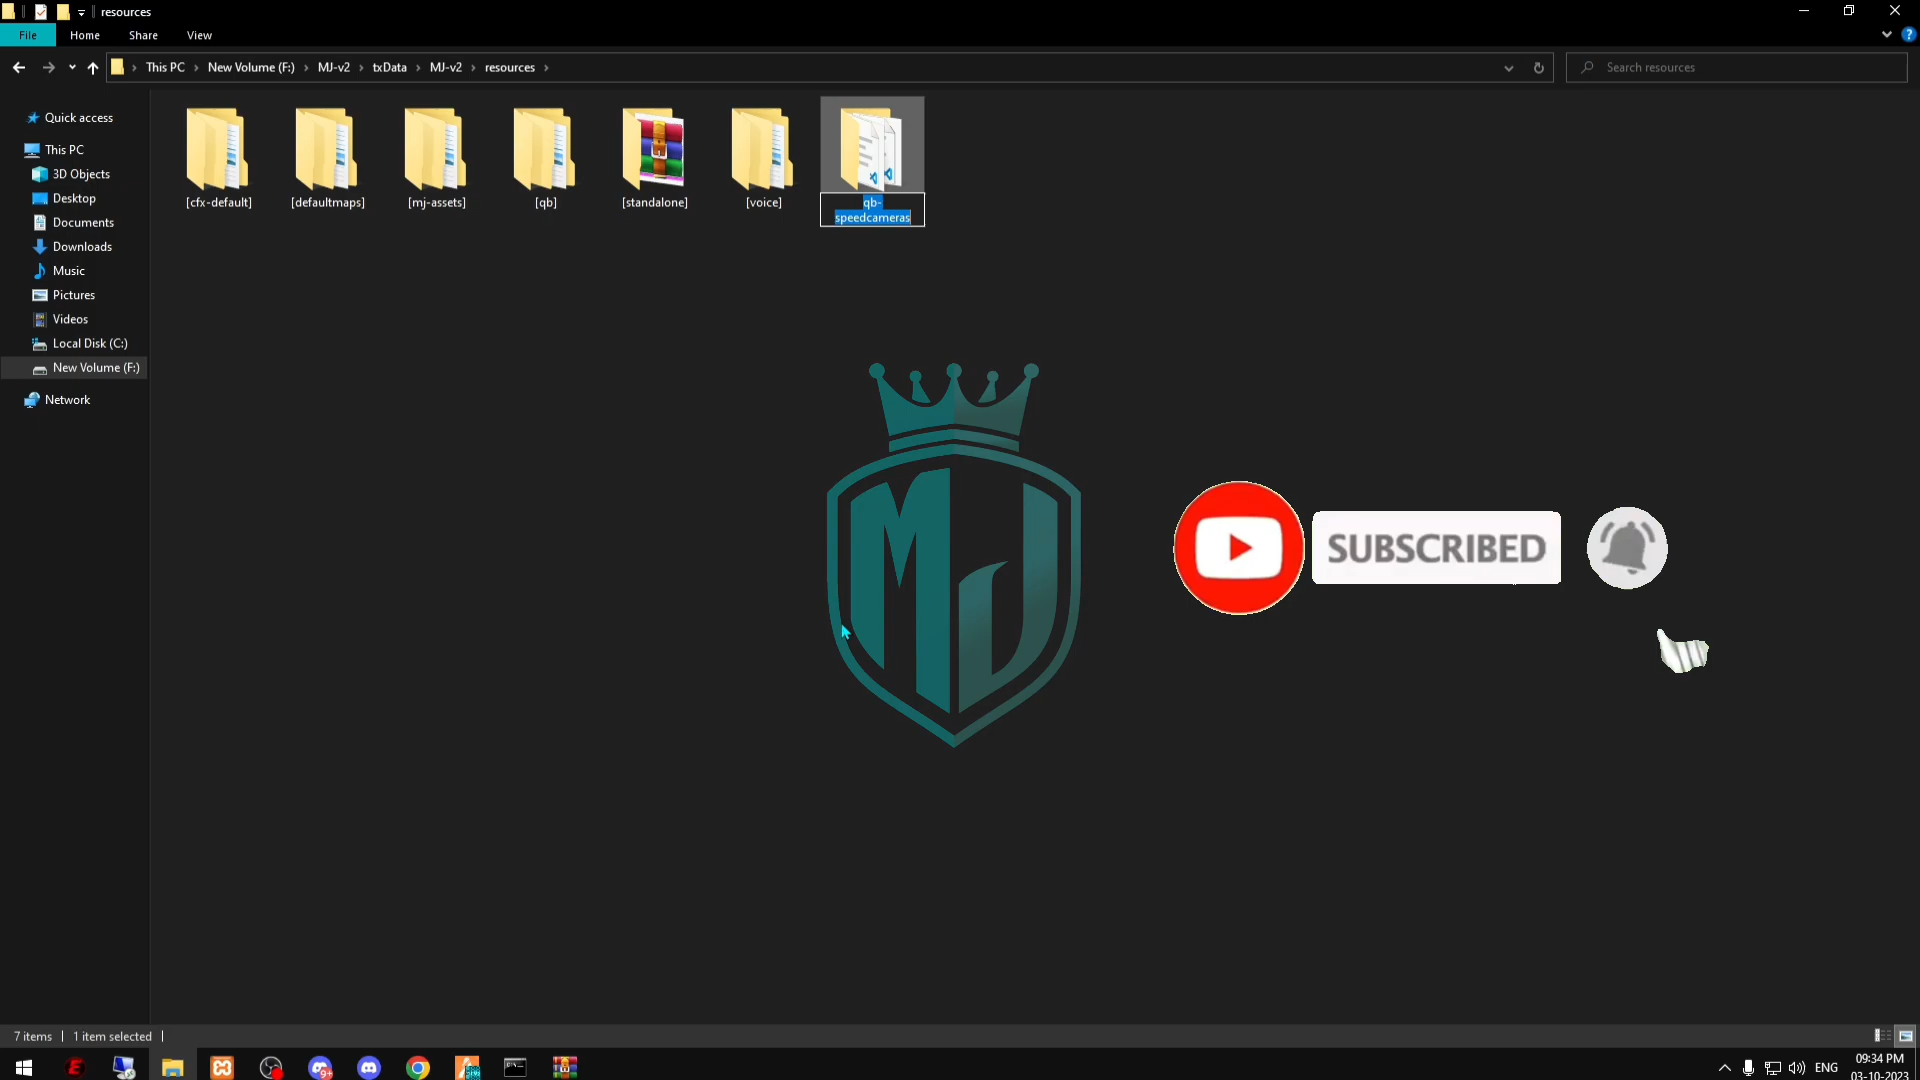 resources
File
Home
Share
View
?
This PC
New Volume (F:)
MJ-v2
txData
MJ-v2
resources
Search resources
Quick access
This PC
3D Objects
Desktop
Documents
Downloads
Music
Pictures
Videos
Local Disk (C:)
New Volume (F:)
Network
[cfx-default]
[defaultmaps]
[mj-assets]
[qb]
[standalone]
[voice]
qb-
speedcameras
MJ
SUBSCRIBED
7 items
1 item selected
9+
ENG
09:34 PM
03-10-2023